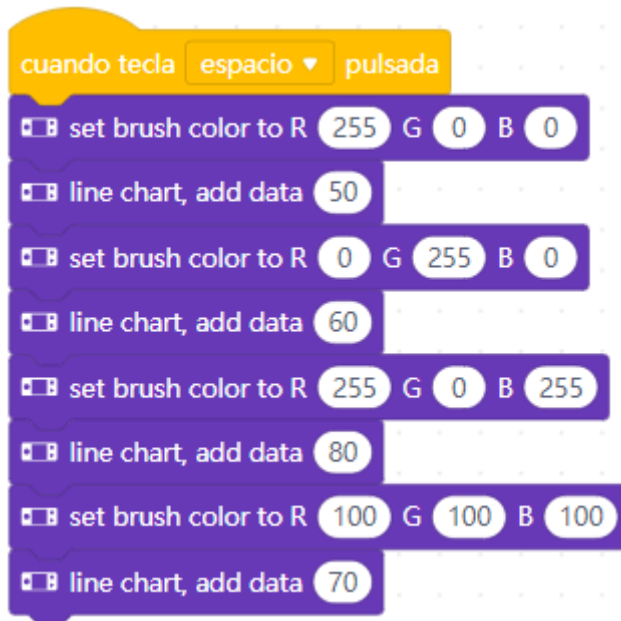 cuando tecla espacio pulsada
set brush color to R 255 G 0 B 0
line chart, add data 50
set brush color to R 0 G 255 B 0
line chart, add data 60
set brush color to R 255 G 0 B 255
line chart, add data 80
set brush color to R 100 G 100 B 100
line chart, add data 70